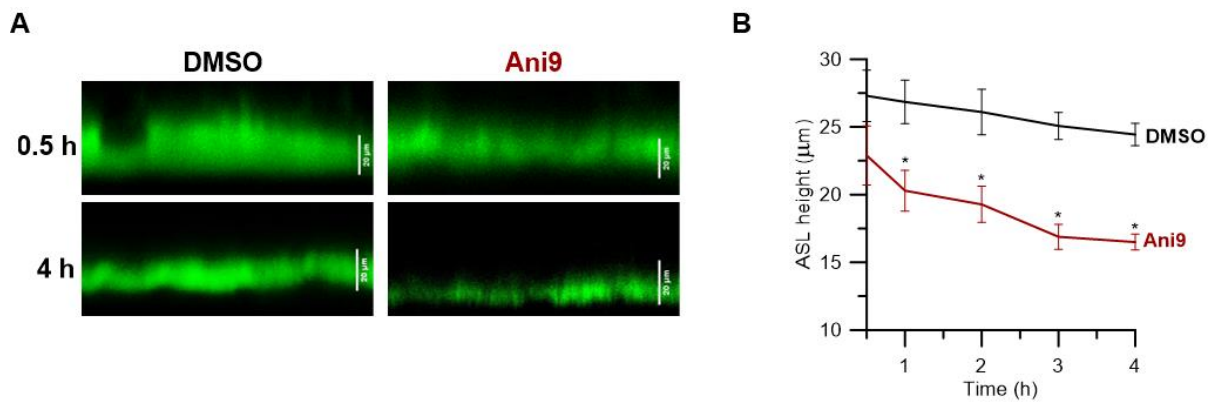 A
DMSO
Ani9
0.5 h
20 µm
20 µm
4 h
20 µm
20 µm
B
30
25
20
15
10
ASL height (µm)
DMSO
* * * *
Ani9
1 2 3 4
Time (h)